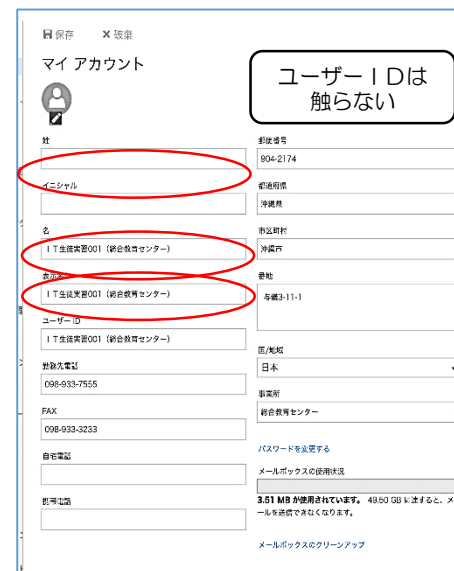 保存 ✕破棄
マイ アカウント
ユーザーＩＤは
触らない
姓
イニシャル
名
ＩＴ生徒実習001（総合教育センター）
表示名
ＩＴ生徒実習001（総合教育センター）
ユーザー ID
ＩＴ生徒実習001（総合教育センター）
勤務先電話
098-933-7555
FAX
098-933-3233
自宅電話
携帯電話
郵便番号
904-2174
都道府県
沖縄県
市区町村
沖縄市
番地
与儀3-11-1
国/地域
日本
事業所
総合教育センター
パスワードを変更する
メールボックスの使用状況
3.51 MB が使用されています。 49.50 GB に達すると、メ
ールを送信できなくなります。
メールボックスのクリーンアップ